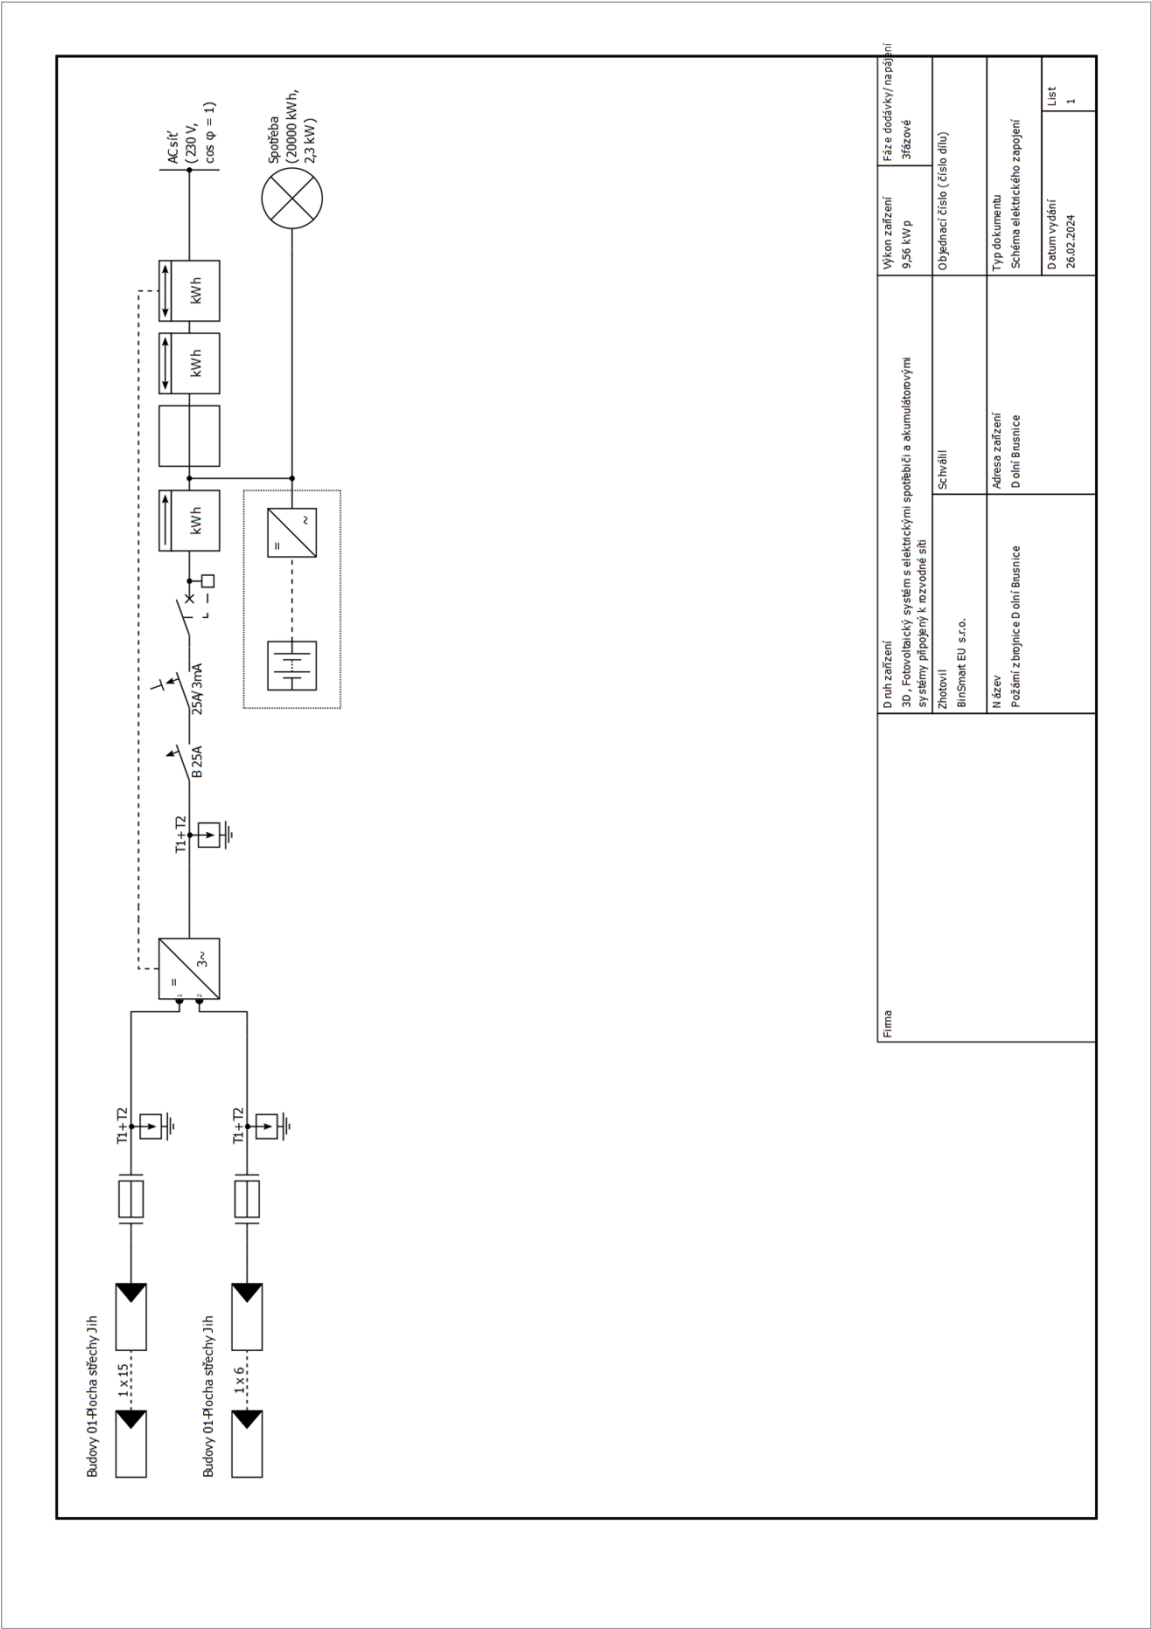 Budovy 01-Plocha střechy Jih
1 x 15
T1+T2
Budovy 01-Plocha střechy Jih
1 x 6
T1+T2
1
2
=
3~
T1+T2
B 25A
25A/3mA
kWh
kWh
kWh
AC síť
(230 V,
cos φ = 1)
=
~
Spotřeba
(20000 kWh,
2,3 kW)
Firma
Druh zařízení
3D, Fotovoltaický systém s elektrickými spotřebiči a akumulátorovými
systémy připojený k rozvodné síti
Výkon zařízení
9,56 kWp
Fáze dodávky/napájení
3fázové
Zhotovil
BinSmart EU s.r.o.
Schválil
Objednací číslo (číslo dílu)
Název
Požární zbrojnice Dolní Brusnice
Adresa zařízení
Dolní Brusnice
Typ dokumentu
Schéma elektrického zapojení
Datum vydání
26.02.2024
List
1